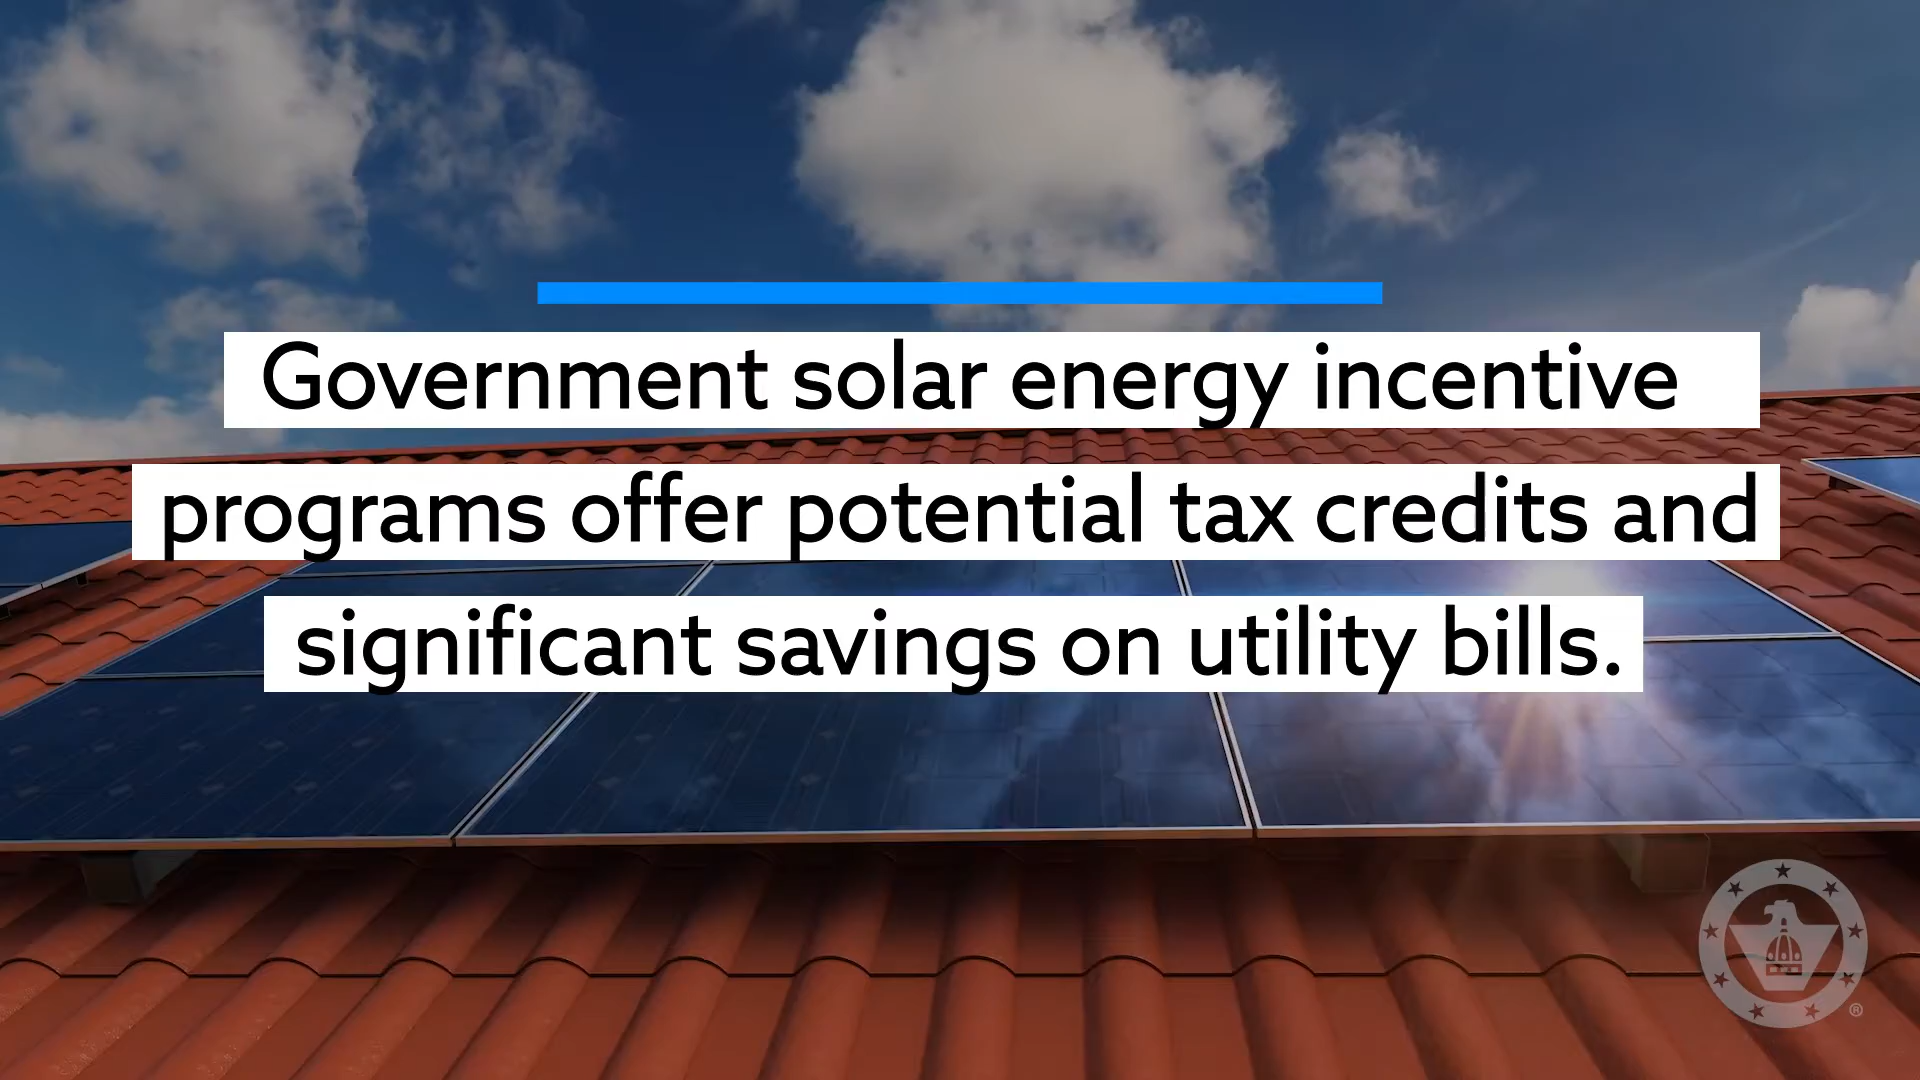 Government solar energy incentive
programs offer potential tax credits and
significant savings on utility bills.
®